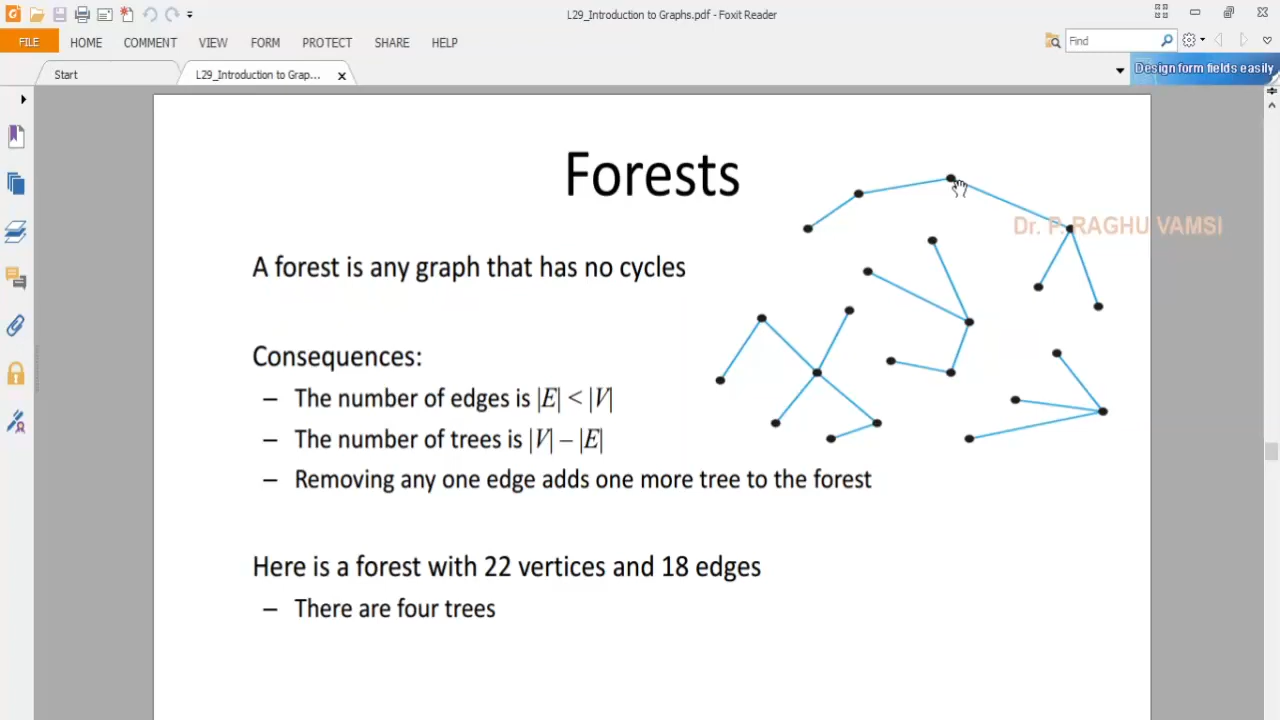 L29_Introduction to Graphs.pdf - Foxit Reader
FILE HOME COMMENT VIEW FORM PROTECT SHARE HELP
Find
Start
L29_Introduction to Grap... x
Design form fields easily
Forests
Dr. P. RAGHU VAMSI
A forest is any graph that has no cycles
Consequences:
– The number of edges is |E| < |V|
– The number of trees is |V| – |E|
– Removing any one edge adds one more tree to the forest
Here is a forest with 22 vertices and 18 edges
– There are four trees